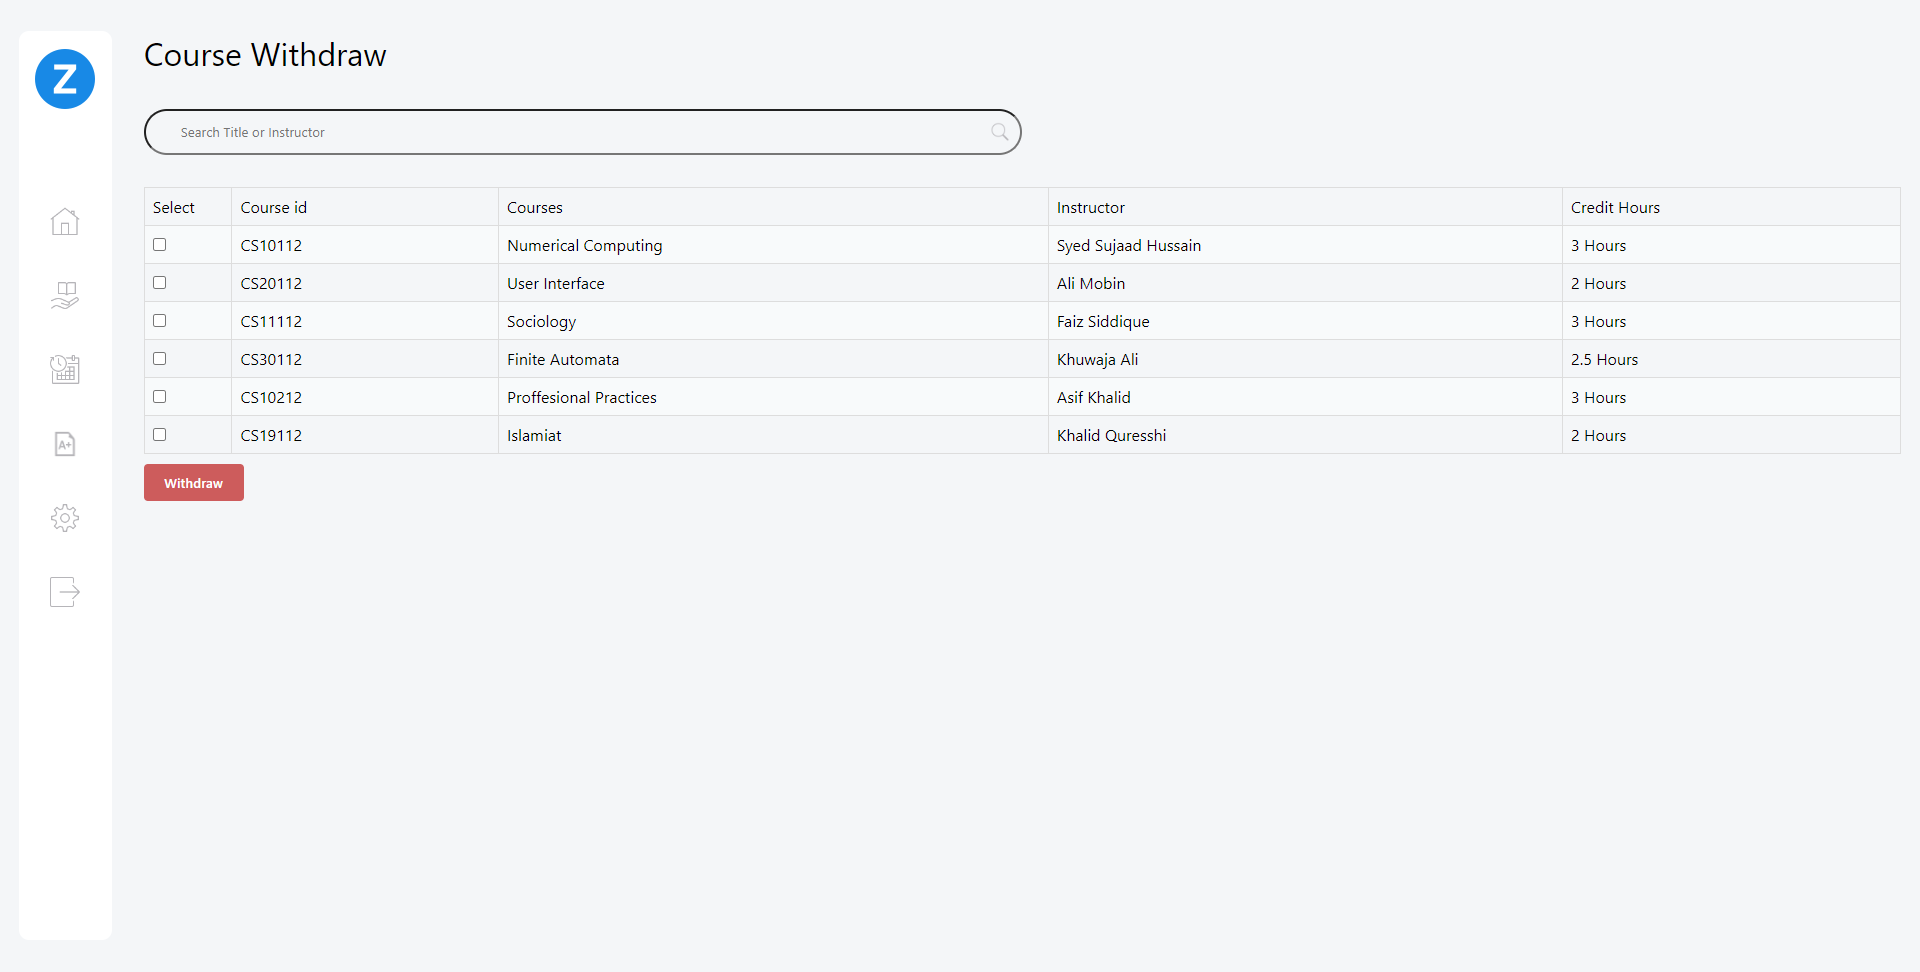 Z
Course Withdraw
Search Title or Instructor
Select Course id Courses Instructor Credit Hours
CS10112 Numerical Computing Syed Sujaad Hussain 3 Hours
CS20112 User Interface Ali Mobin 2 Hours
CS11112 Sociology Faiz Siddique 3 Hours
CS30112 Finite Automata Khuwaja Ali 2.5 Hours
CS10212 Proffesional Practices Asif Khalid 3 Hours
CS19112 Islamiat Khalid Quresshi 2 Hours
A+
Withdraw